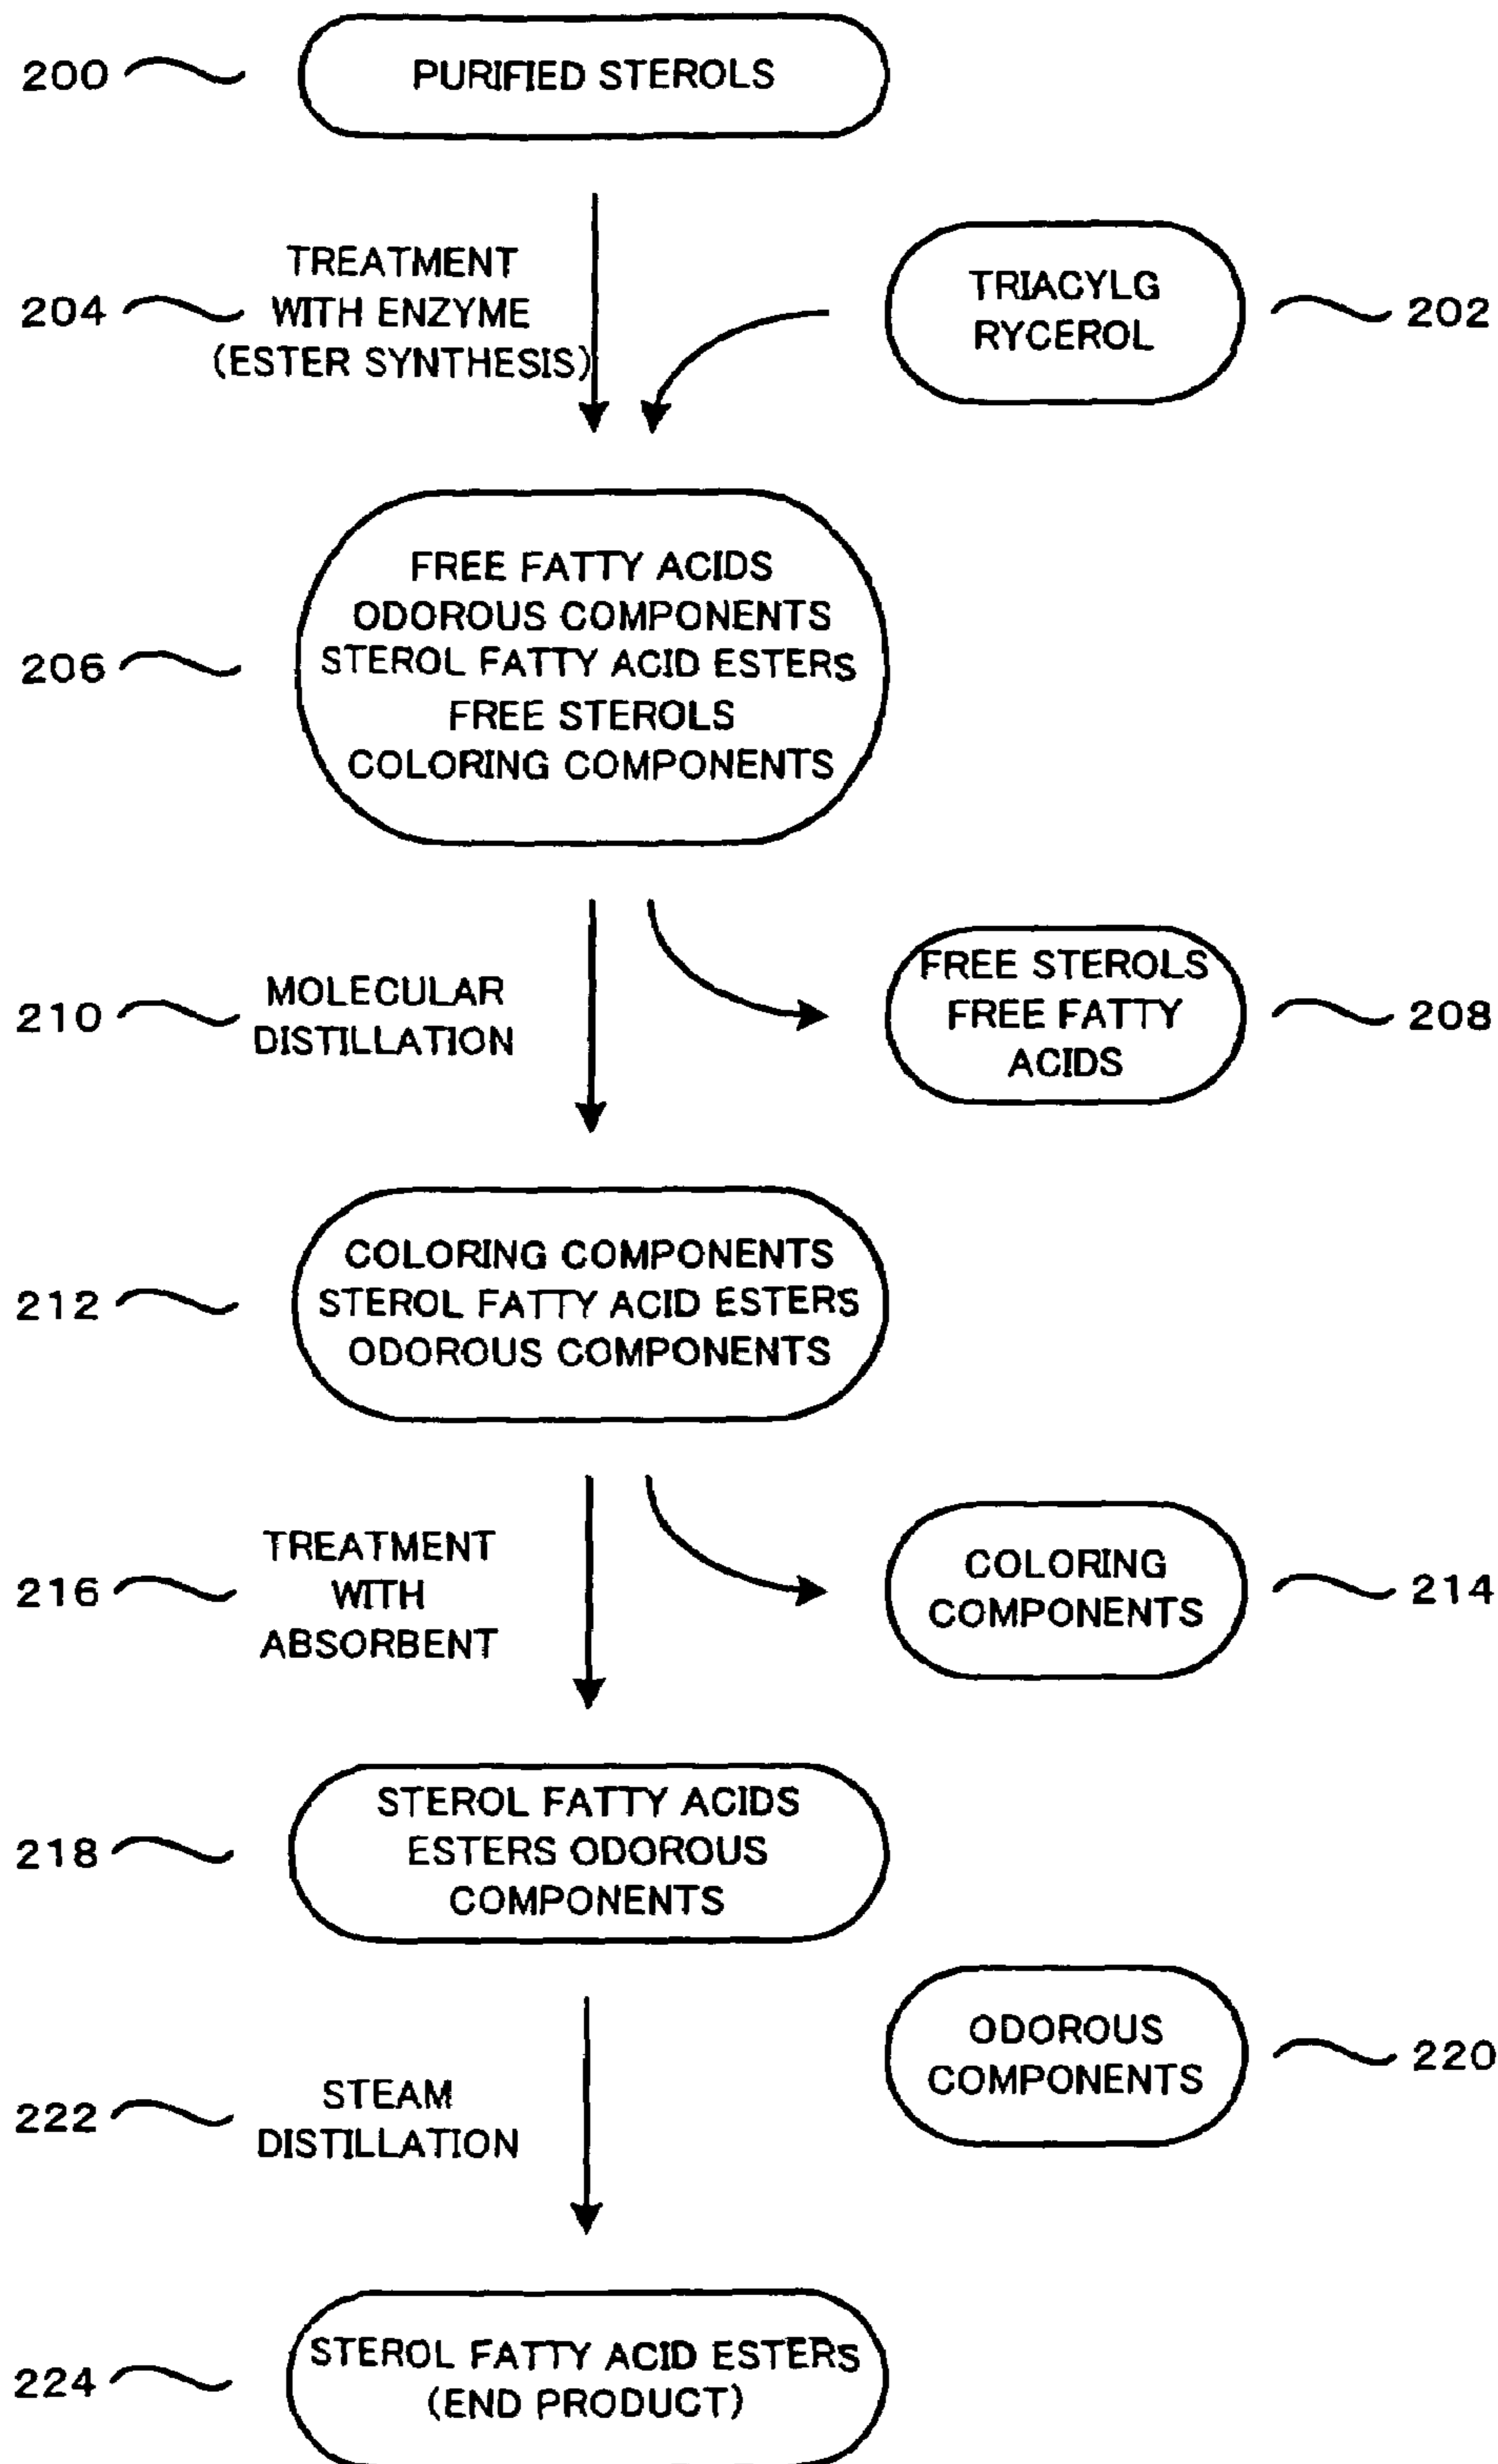 200
PURIFIED STEROLS
TREATMENT
WITH ENZYME
(ESTER SYNTHESIS)
204
TRIACYLG
RYCEROL
202
FREE FATTY ACIDS
ODOROUS COMPONENTS
STEROL FATTY ACID ESTERS
FREE STEROLS
COLORING COMPONENTS
206
MOLECULAR
DISTILLATION
210
FREE STEROLS
FREE FATTY
ACIDS
208
COLORING COMPONENTS
STEROL FATTY ACID ESTERS
ODOROUS COMPONENTS
212
TREATMENT
WITH
ABSORBENT
216
COLORING
COMPONENTS
214
STEROL FATTY ACIDS
ESTERS ODOROUS
COMPONENTS
218
ODOROUS
COMPONENTS
220
STEAM
DISTILLATION
222
STEROL FATTY ACID ESTERS
(END PRODUCT)
224